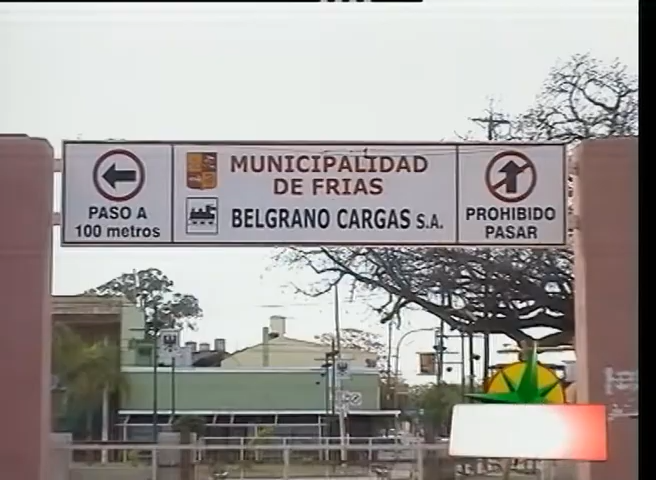 PASO A
100 metros
MUNICIPALIDAD
DE FRIAS
BELGRANO CARGAS S.A.
PROHIBIDO
PASAR